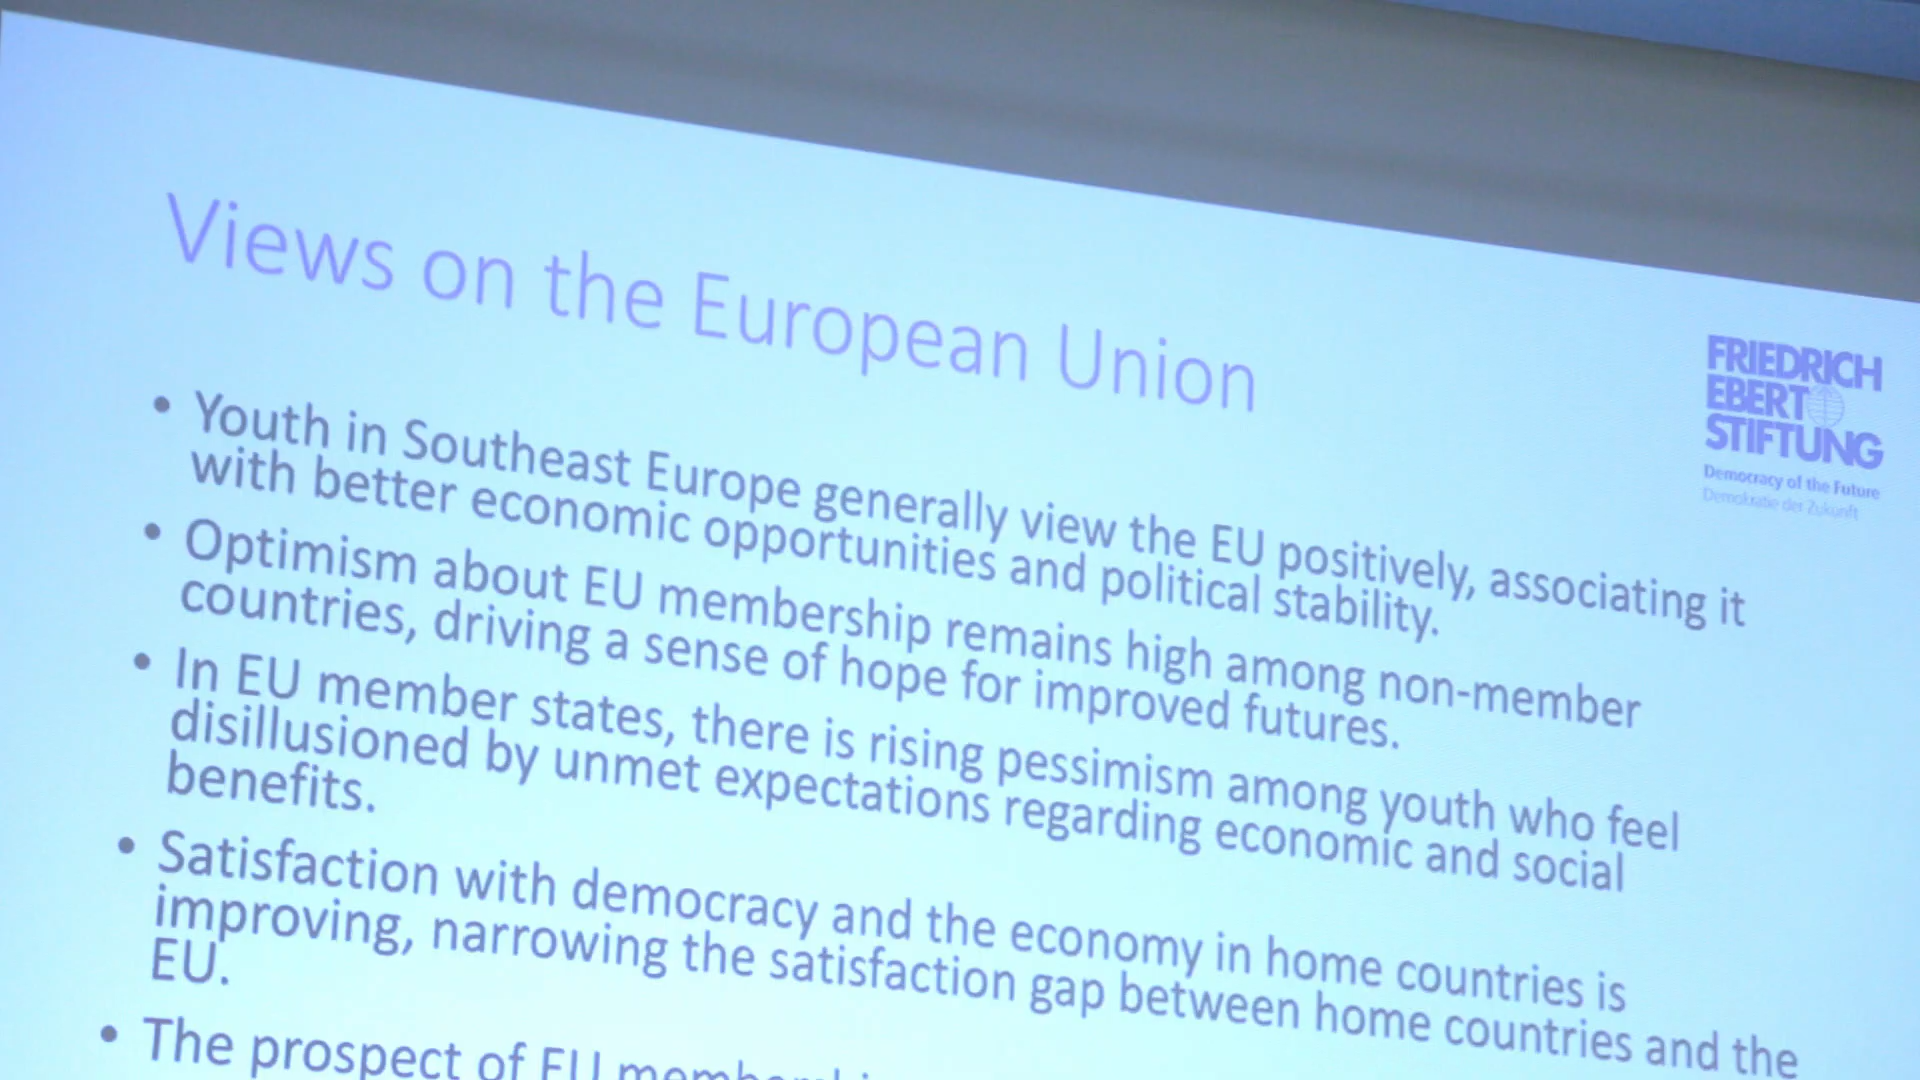 Views on the European Union
FRIEDRICH
EBERT
STIFTUNG
Democracy of the Future
Demokratie der Zukunft
• Youth in Southeast Europe generally view the EU positively, associating it
with better economic opportunities and political stability.
• Optimism about EU membership remains high among non-member
countries, driving a sense of hope for improved futures.
• In EU member states, there is rising pessimism among youth who feel
disillusioned by unmet expectations regarding economic and social
benefits.
• Satisfaction with democracy and the economy in home countries is
improving, narrowing the satisfaction gap between home countries and the
EU.
• The prospect of EU